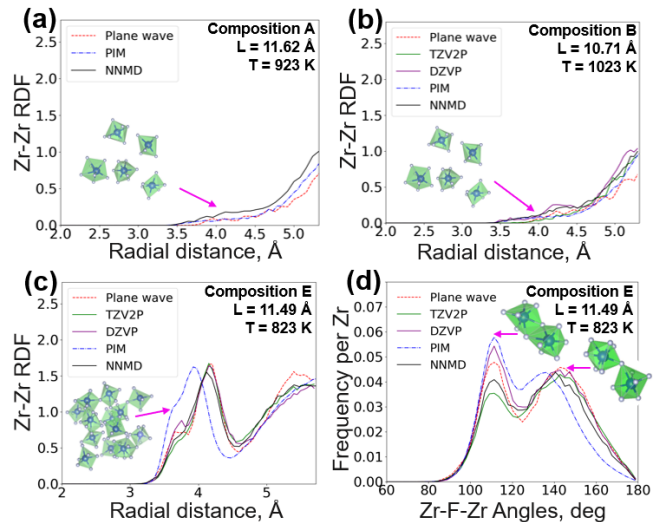 (a)
Composition A
L = 11.62 Å
T = 923 K
Plane wave
PIM
NNMD
Zr-Zr RDF
2.5
2.0
1.5
1.0
0.5
0.0
2.0 2.5 3.0 3.5 4.0 4.5 5.0
Radial distance, Å
(b)
Composition B
L = 10.71 Å
T = 1023 K
Plane wave
TZV2P
DZVP
PIM
NNMD
Zr-Zr RDF
2.5
2.0
1.5
1.0
0.5
0.0
2.0 2.5 3.0 3.5 4.0 4.5 5.0
Radial distance, Å
(c)
Composition E
L = 11.49 Å
T = 823 K
Plane wave
TZV2P
DZVP
PIM
NNMD
Zr-Zr RDF
2.5
2.0
1.5
1.0
0.5
0.0
2 3 4 5
Radial distance, Å
(d)
Composition E
L = 11.49 Å
T = 823 K
Plane wave
TZV2P
DZVP
PIM
NNMD
Frequency per Zr
0.07
0.06
0.05
0.04
0.03
0.02
0.01
0.00
60 80 100 120 140 160 180
Zr-F-Zr Angles, deg